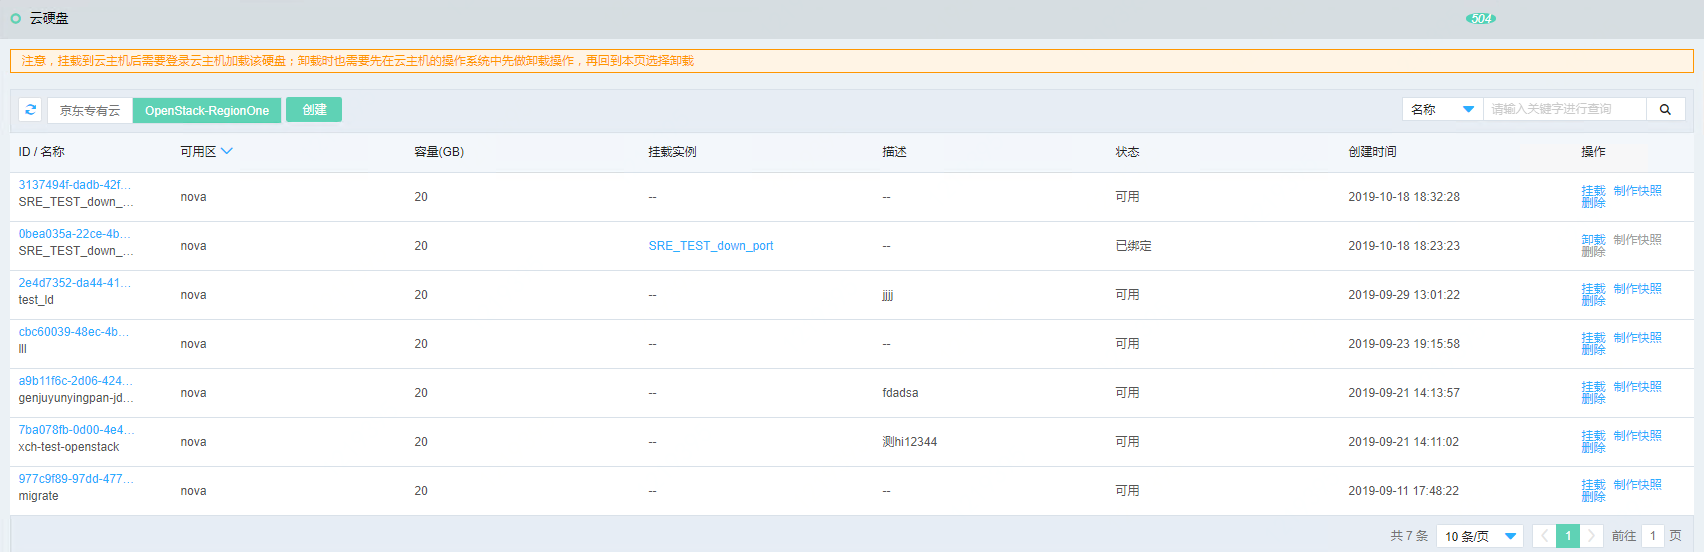 云硬盘
504
注意，挂载到云主机后需要登录云主机加载该硬盘；卸载时也需要先在云主机的操作系统中先做卸载操作，再回到本页选择卸载
京东专有云 OpenStack-RegionOne 创建 名称 请输入关键字进行查询
ID / 名称 可用区 容量(GB) 挂载实例 描述 状态 创建时间 操作
3137494f-dadb-42f...
SRE_TEST_down_... nova 20 -- -- 可用 2019-10-18 18:32:28 挂载 制作快照
删除
0bea035a-22ce-4b...
SRE_TEST_down_... nova 20 SRE_TEST_down_port -- 已绑定 2019-10-18 18:23:23 卸载 制作快照
删除
2e4d7352-da44-41...
test_ld nova 20 -- jjjj 可用 2019-09-29 13:01:22 挂载 制作快照
删除
cbc60039-48ec-4b...
lll nova 20 -- -- 可用 2019-09-23 19:15:58 挂载 制作快照
删除
a9b11f6c-2d06-424...
genjuyunyingpan-jd... nova 20 -- fdadsa 可用 2019-09-21 14:13:57 挂载 制作快照
删除
7ba078fb-0d00-4e4...
xch-test-openstack nova 20 -- 测hi12344 可用 2019-09-21 14:11:02 挂载 制作快照
删除
977c9f89-97dd-477...
migrate nova 20 -- -- 可用 2019-09-11 17:48:22 挂载 制作快照
删除
共 7 条 10 条/页 1 前往 1 页